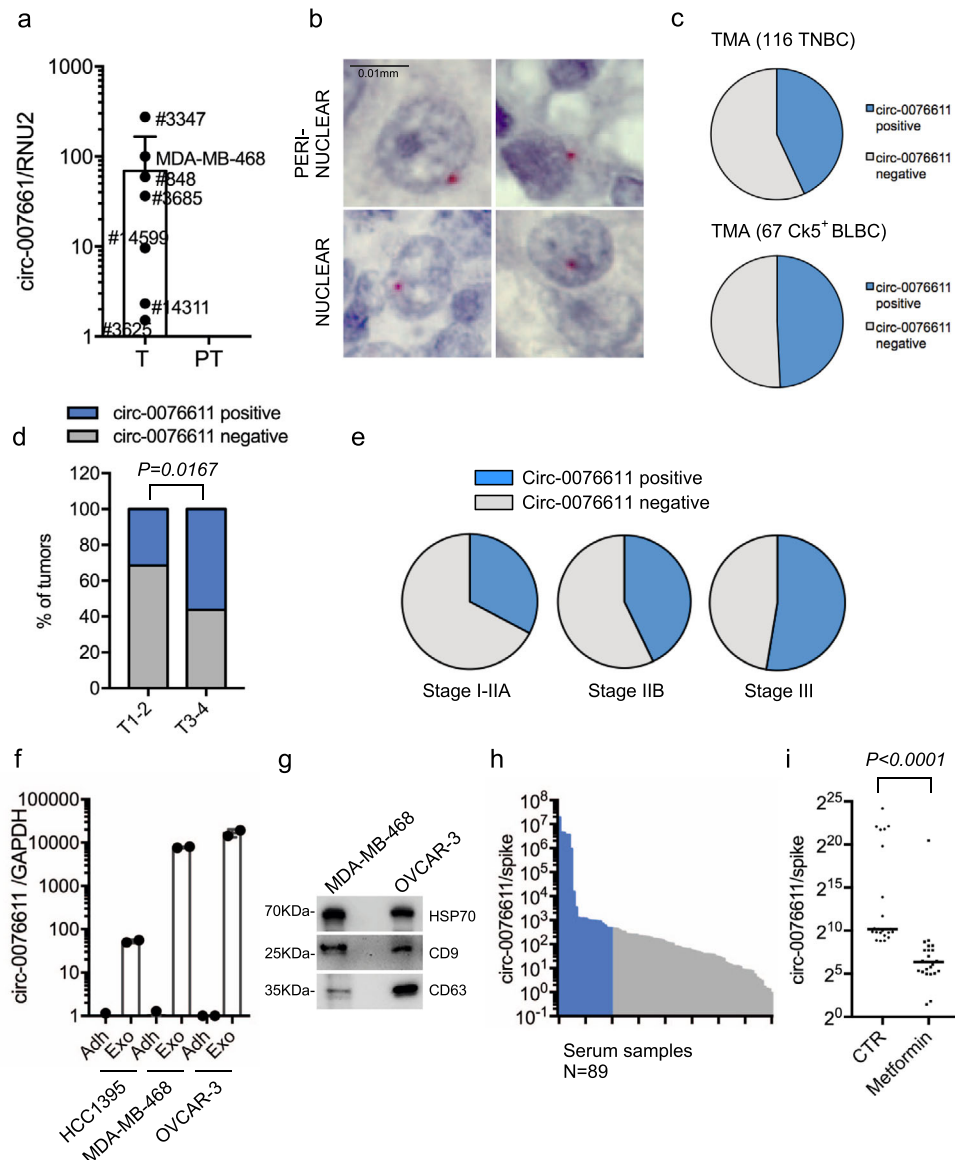 a
circ-007661/RNU2
1000
100
10
1
#3347
MDA-MB-468
#848
#3685
#14599
#14311
#3625
T
PT
b
0.01mm
PERI-
NUCLEAR
NUCLEAR
c
TMA (116 TNBC)
circ-0076611
positive
circ-0076611
negative
TMA (67 Ck5+ BLBC)
circ-0076611
positive
circ-0076611
negative
circ-0076611 positive
circ-0076611 negative
d
P=0.0167
% of tumors
120
100
80
60
40
20
0
T1-2
T3-4
e
Circ-0076611 positive
Circ-0076611 negative
Stage I-IIA
Stage IIB
Stage III
f
circ-0076611 /GAPDH
100000
10000
1000
100
10
1
Adh
Exo
Adh
Exo
Adh
Exo
HCC1395
MDA-MB-468
OVCAR-3
g
MDA-MB-468
OVCAR-3
70KDa-
HSP70
25KDa-
CD9
35KDa-
CD63
h
circ-0076611/spike
10^8
10^7
10^6
10^5
10^4
10^3
10^2
10^1
10^0
10^-1
Serum samples
N=89
i
P<0.0001
circ-0076611/spike
2^25
2^20
2^15
2^10
2^5
2^0
CTR
Metformin